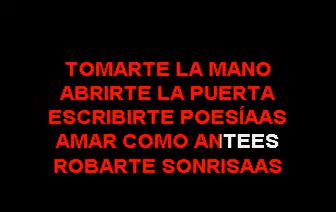 TOMARTE LA MANO
ABRIRTE LA PUERTA
ESCRIBIRTE POESÍAAS
AMAR COMO ANTEES
ROBARTE SONRISAAS